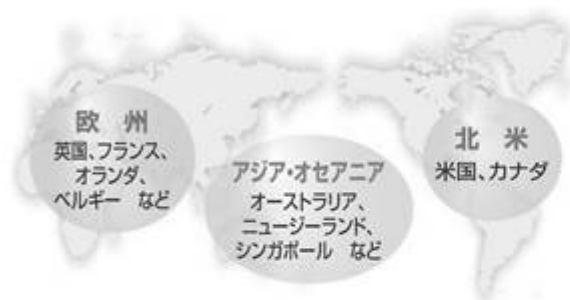 欧 州
英国、フランス、
オランダ、
ベルギー など
アジア・オセアニア
オーストラリア、
ニュージーランド、
シンガポール など
北 米
米国、カナダ